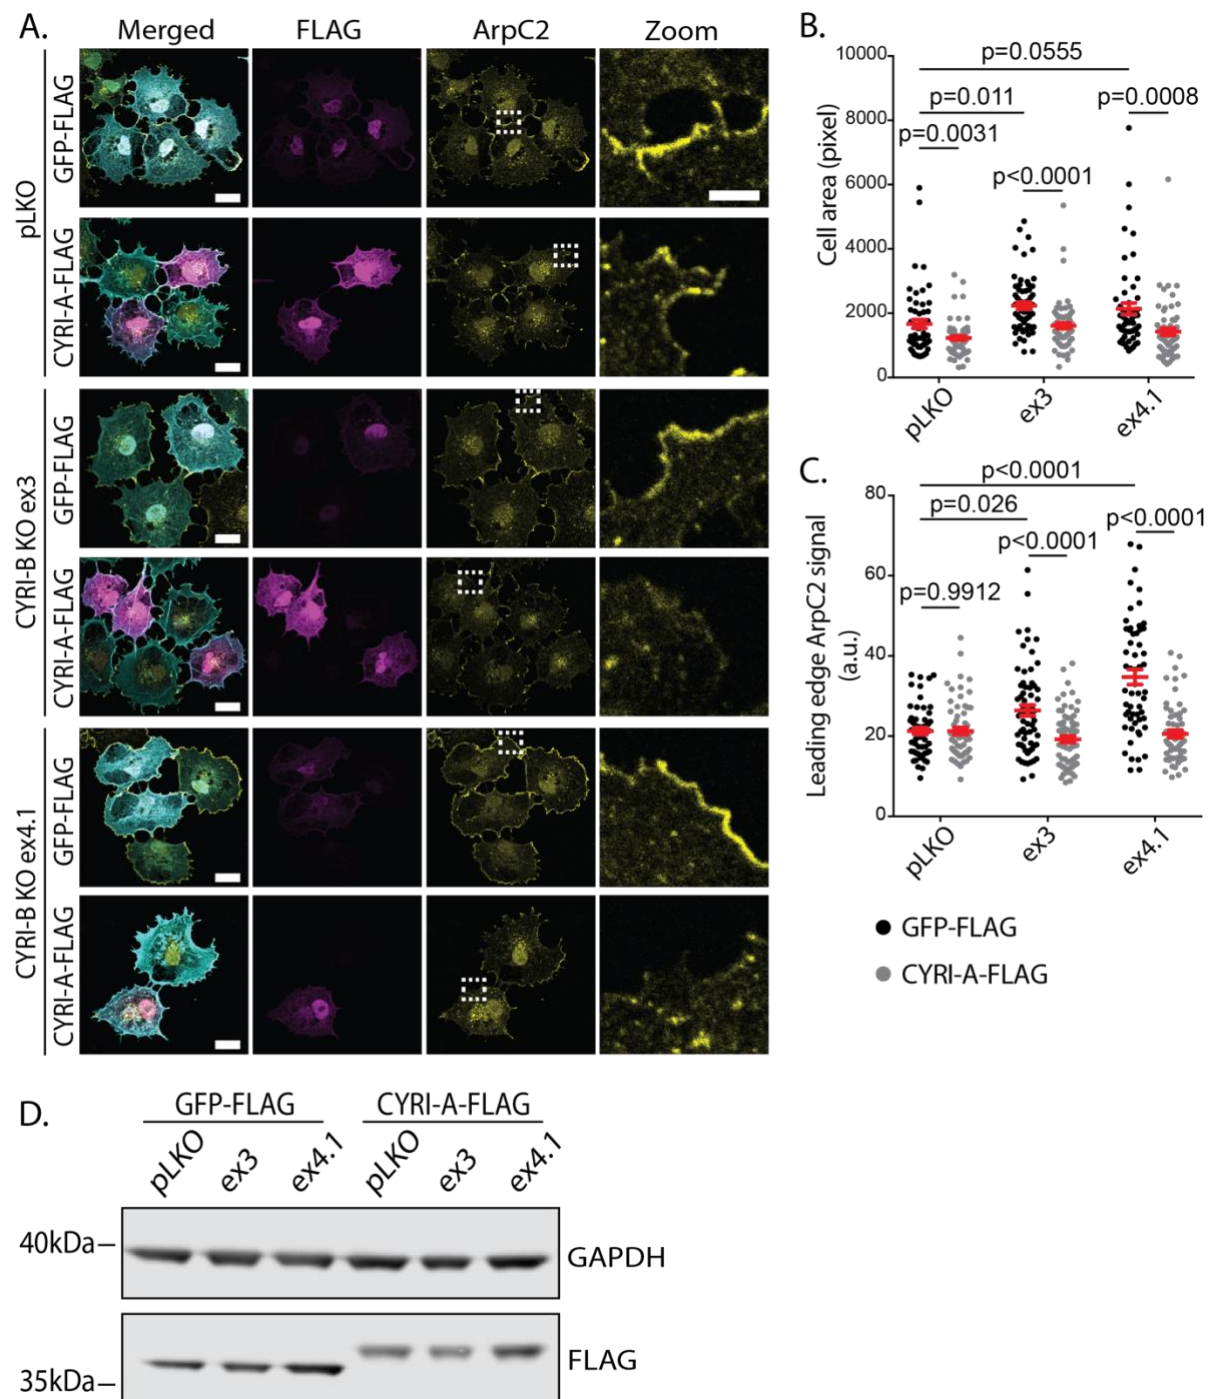 A.
Merged FLAG ArpC2 Zoom
pLKO
GFP-FLAG
CYRI-A-FLAG
CYRI-B KO ex3
GFP-FLAG
CYRI-A-FLAG
CYRI-B KO ex4.1
GFP-FLAG
CYRI-A-FLAG
B.
Cell area (pixel)
10000
8000
6000
4000
2000
0
p=0.0555
p=0.011 p=0.0008
p=0.0031
p<0.0001
pLKO ex3 ex4.1
C.
Leading edge ArpC2 signal
(a.u.)
80
60
40
20
0
p<0.0001
p=0.026 p<0.0001
p<0.0001
p=0.9912
pLKO ex3 ex4.1
GFP-FLAG
CYRI-A-FLAG
D.
GFP-FLAG CYRI-A-FLAG
pLKO ex3 ex4.1 pLKO ex3 ex4.1
40kDa
GAPDH
FLAG
35kDa